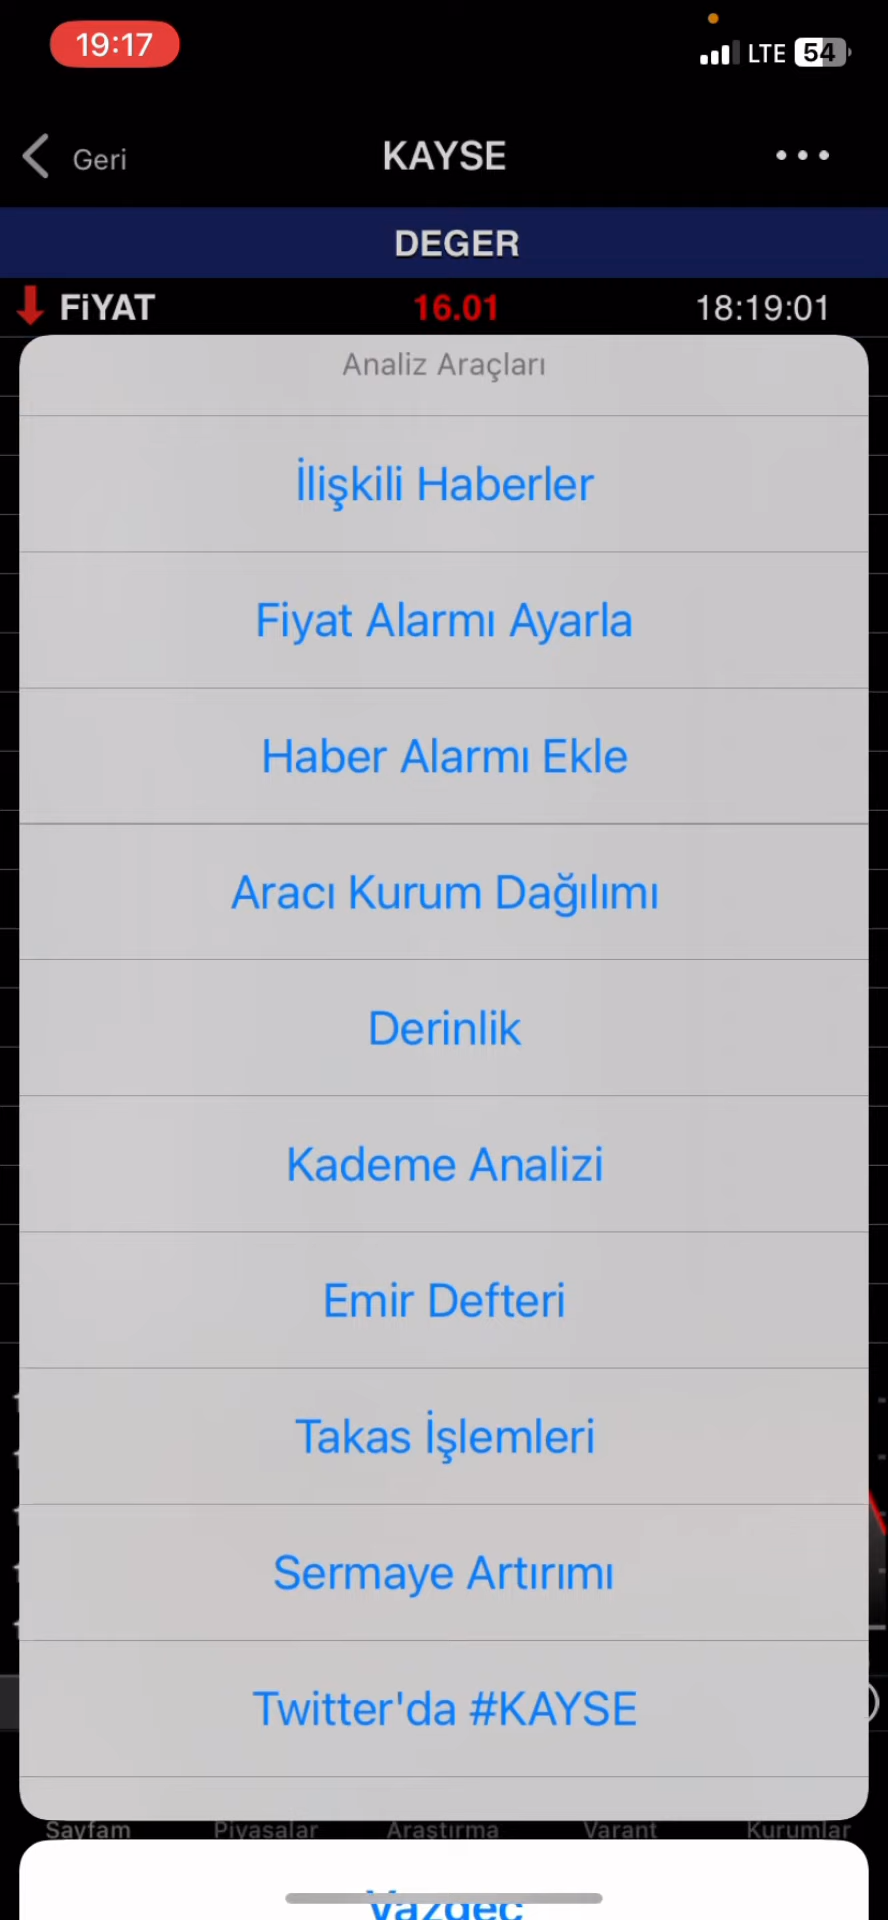 19:17
LTE 54
Geri
KAYSE
DEGER
FiYAT 16.01 18:19:01
Analiz Araçları
İlişkili Haberler
Fiyat Alarmı Ayarla
Haber Alarmı Ekle
Aracı Kurum Dağılımı
Derinlik
Kademe Analizi
Emir Defteri
Takas İşlemleri
Sermaye Artırımı
Twitter'da #KAYSE
Sayfam Piyasalar Araştırma Varant Kurumlar
Vazgeç